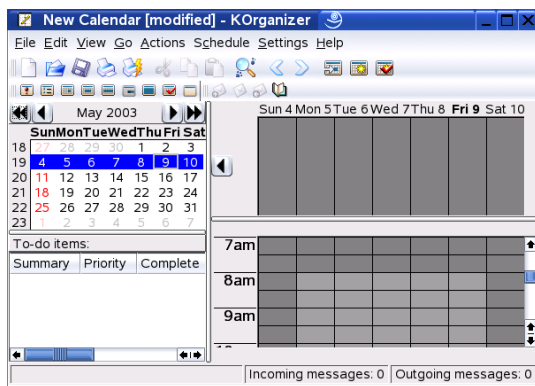 New Calendar [modified] - KOrganizer
File Edit View Go Actions Schedule Settings Help
May 2003
Sun Mon Tue Wed Thu Fri Sat
18 27 28 29 30 1 2 3
19 4 5 6 7 8 9 10
20 11 12 13 14 15 16 17
21 18 19 20 21 22 23 24
22 25 26 27 28 29 30 31
23 1 2 3 4 5 6 7
To-do items:
Summary Priority Complete
Sun 4 Mon 5 Tue 6 Wed 7 Thu 8 Fri 9 Sat 10
7am
8am
9am
Incoming messages: 0 Outgoing messages: 0